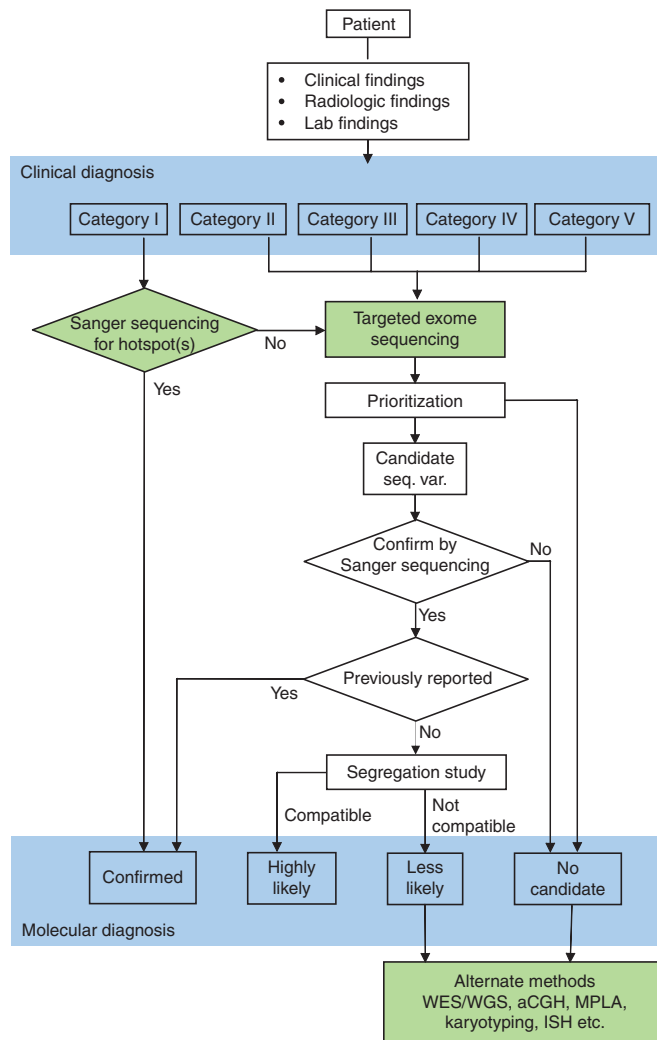 Patient
• Clinical findings
• Radiologic findings
• Lab findings
Clinical diagnosis
Category I
Category II
Category III
Category IV
Category V
Sanger sequencing
for hotspot(s)
No
Targeted exome
sequencing
Yes
Prioritization
Candidate
seq. var.
Confirm by
Sanger sequencing
No
Yes
Previously reported
Yes
No
Segregation study
Compatible
Not
compatible
Confirmed
Highly
likely
Less
likely
No
candidate
Molecular diagnosis
Alternate methods
WES/WGS, aCGH, MPLA,
karyotyping, ISH etc.